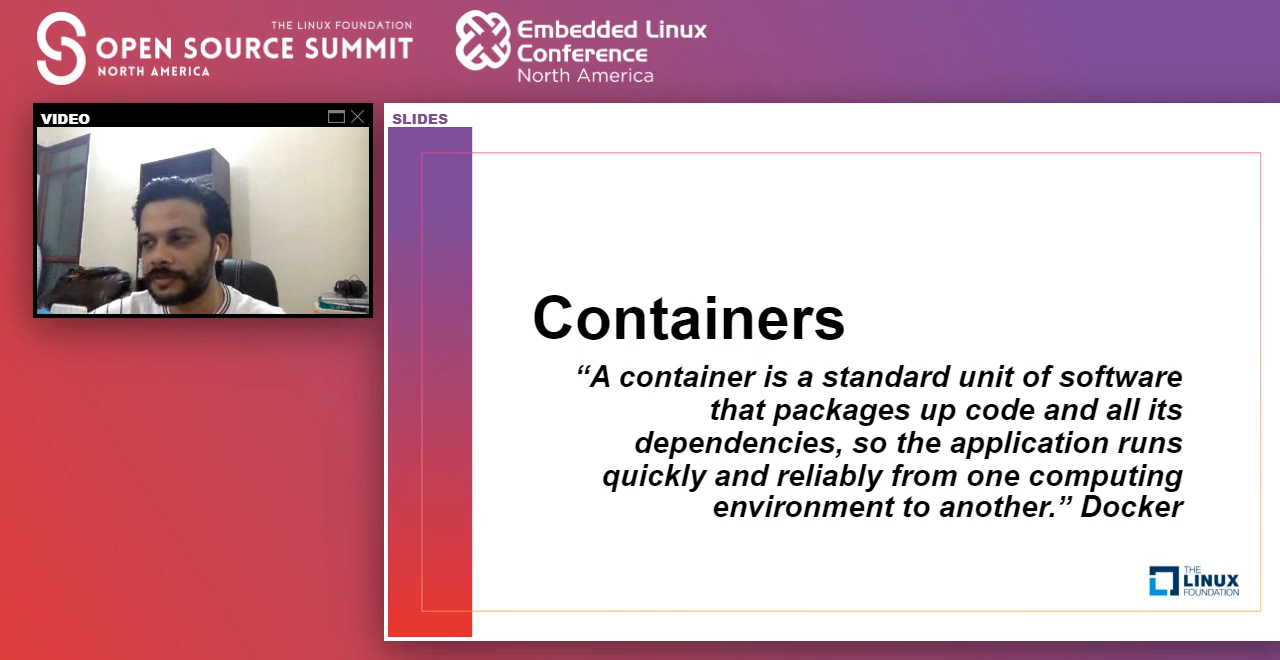 THE LINUX FOUNDATION
OPEN SOURCE SUMMIT
NORTH AMERICA
Embedded Linux
Conference
North America
VIDEO
SLIDES
Containers
“A container is a standard unit of software
that packages up code and all its
dependencies, so the application runs
quickly and reliably from one computing
environment to another.” Docker
THE
LINUX
FOUNDATION